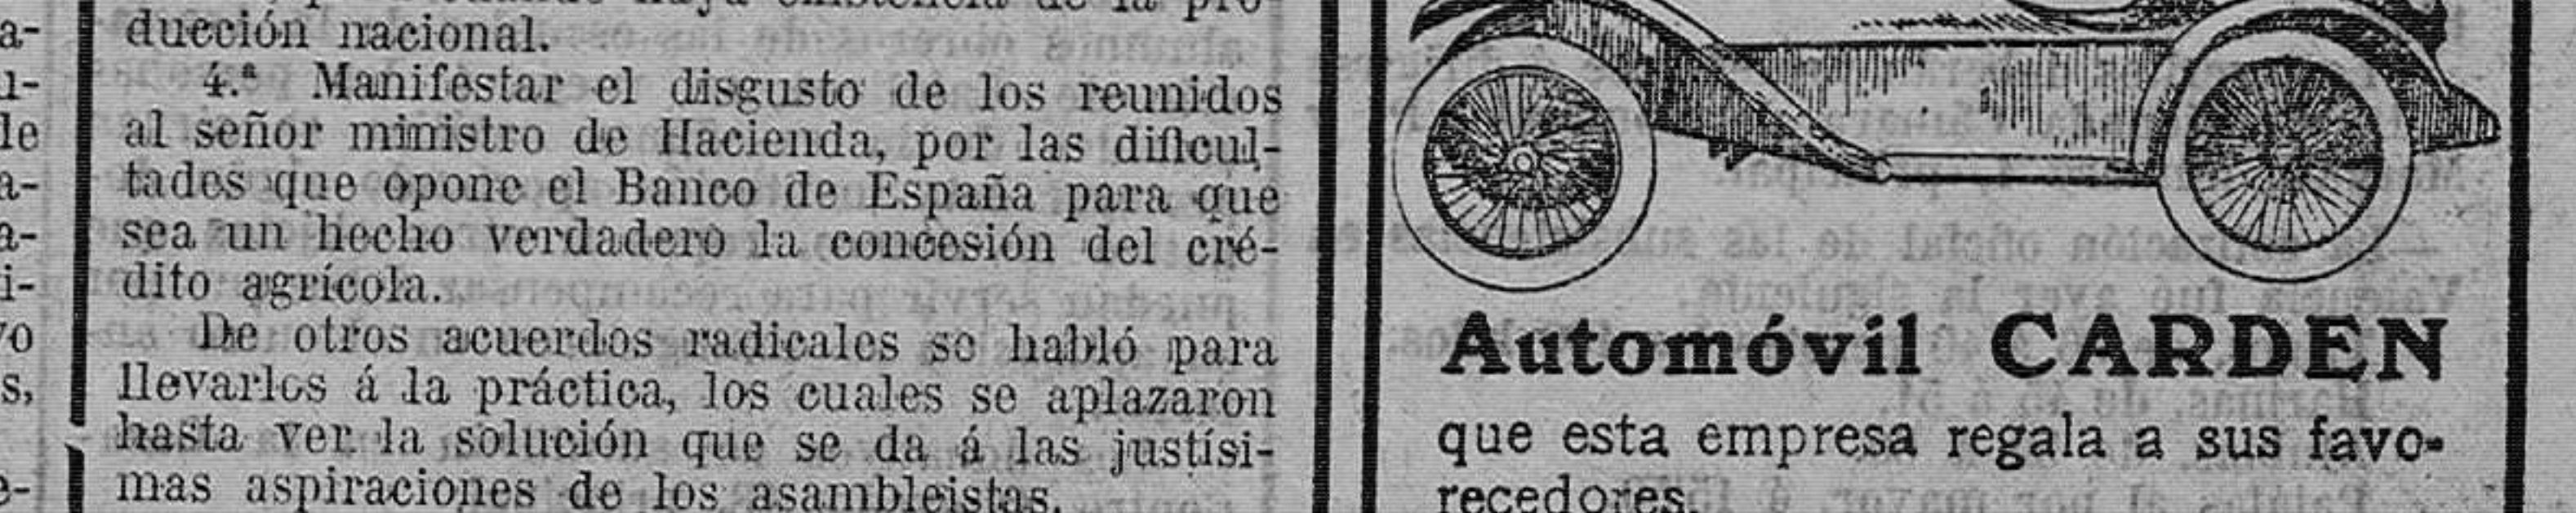 ducción nacional.
4.ª Manifestar el disgusto de los reunidos
al señor ministro de Hacienda, por las dificul-
tades que opone el Banco de España para que
sea un hecho verdadero la concesión del cré-
dito agrícola.
De otros acuerdos radicales se habló para
llevarlos á la práctica, los cuales se aplazaron
hasta ver la solución que se da á las justísi-
mas aspiraciones de los asambleistas.
Automóvil CARDEN
que esta empresa regala a sus favo-
recedores.